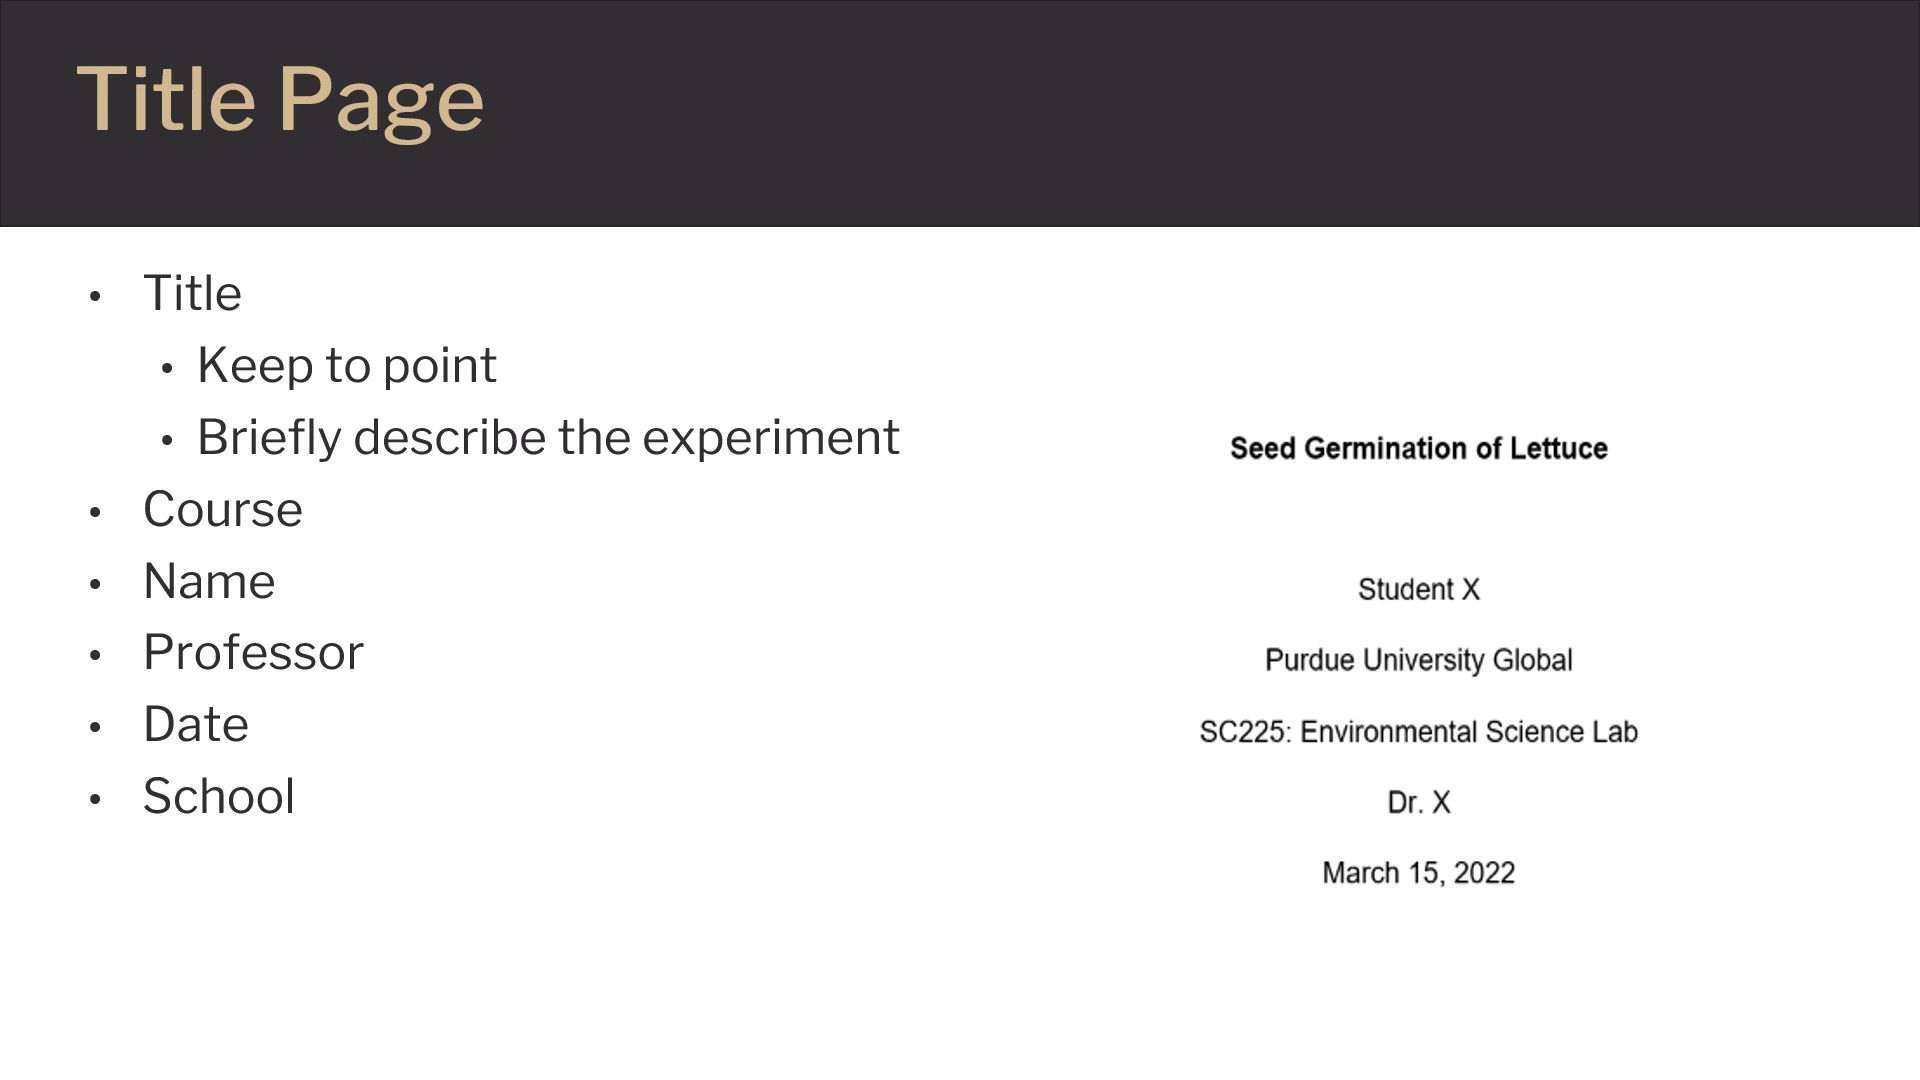 Title Page
• Title
• Keep to point
• Briefly describe the experiment
• Course
• Name
• Professor
• Date
• School
Seed Germination of Lettuce
Student X
Purdue University Global
SC225: Environmental Science Lab
Dr. X
March 15, 2022